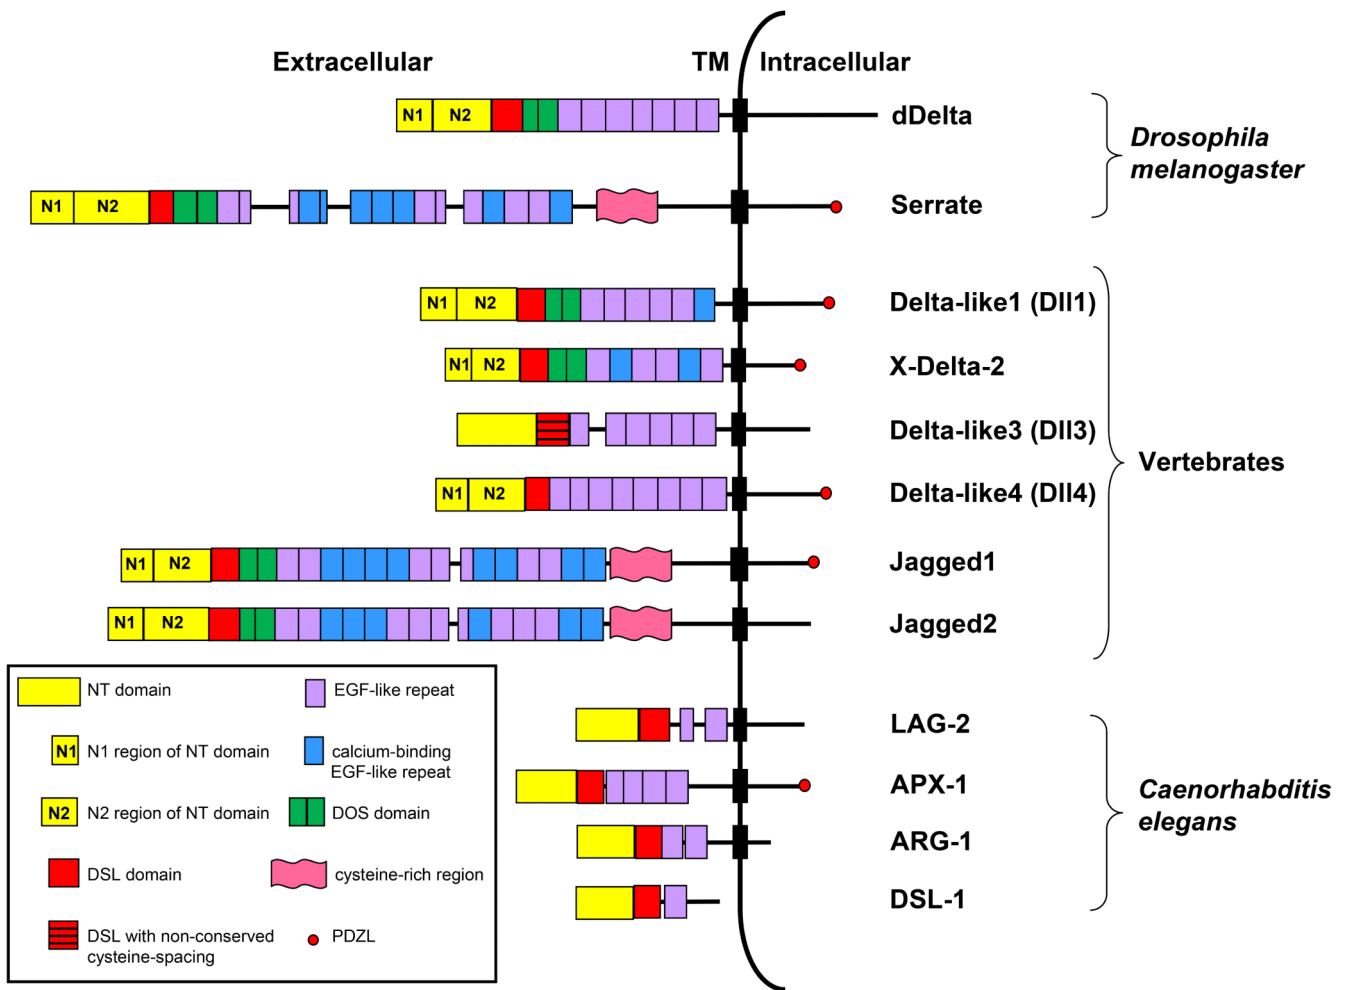 Extracellular TM Intracellular
N1 N2 dDelta
Drosophila
melanogaster
N1 N2 Serrate
N1 N2 Delta-like1 (Dll1)
N1 N2 X-Delta-2
Delta-like3 (Dll3)
Vertebrates
N1 N2 Delta-like4 (Dll4)
N1 N2 Jagged1
N1 N2 Jagged2
LAG-2
APX-1
Caenorhabditis
elegans
ARG-1
DSL-1
NT domain
N1 N1 region of NT domain
N2 N2 region of NT domain
DSL domain
DSL with non-conserved
cysteine-spacing
EGF-like repeat
calcium-binding
EGF-like repeat
DOS domain
cysteine-rich region
PDZL